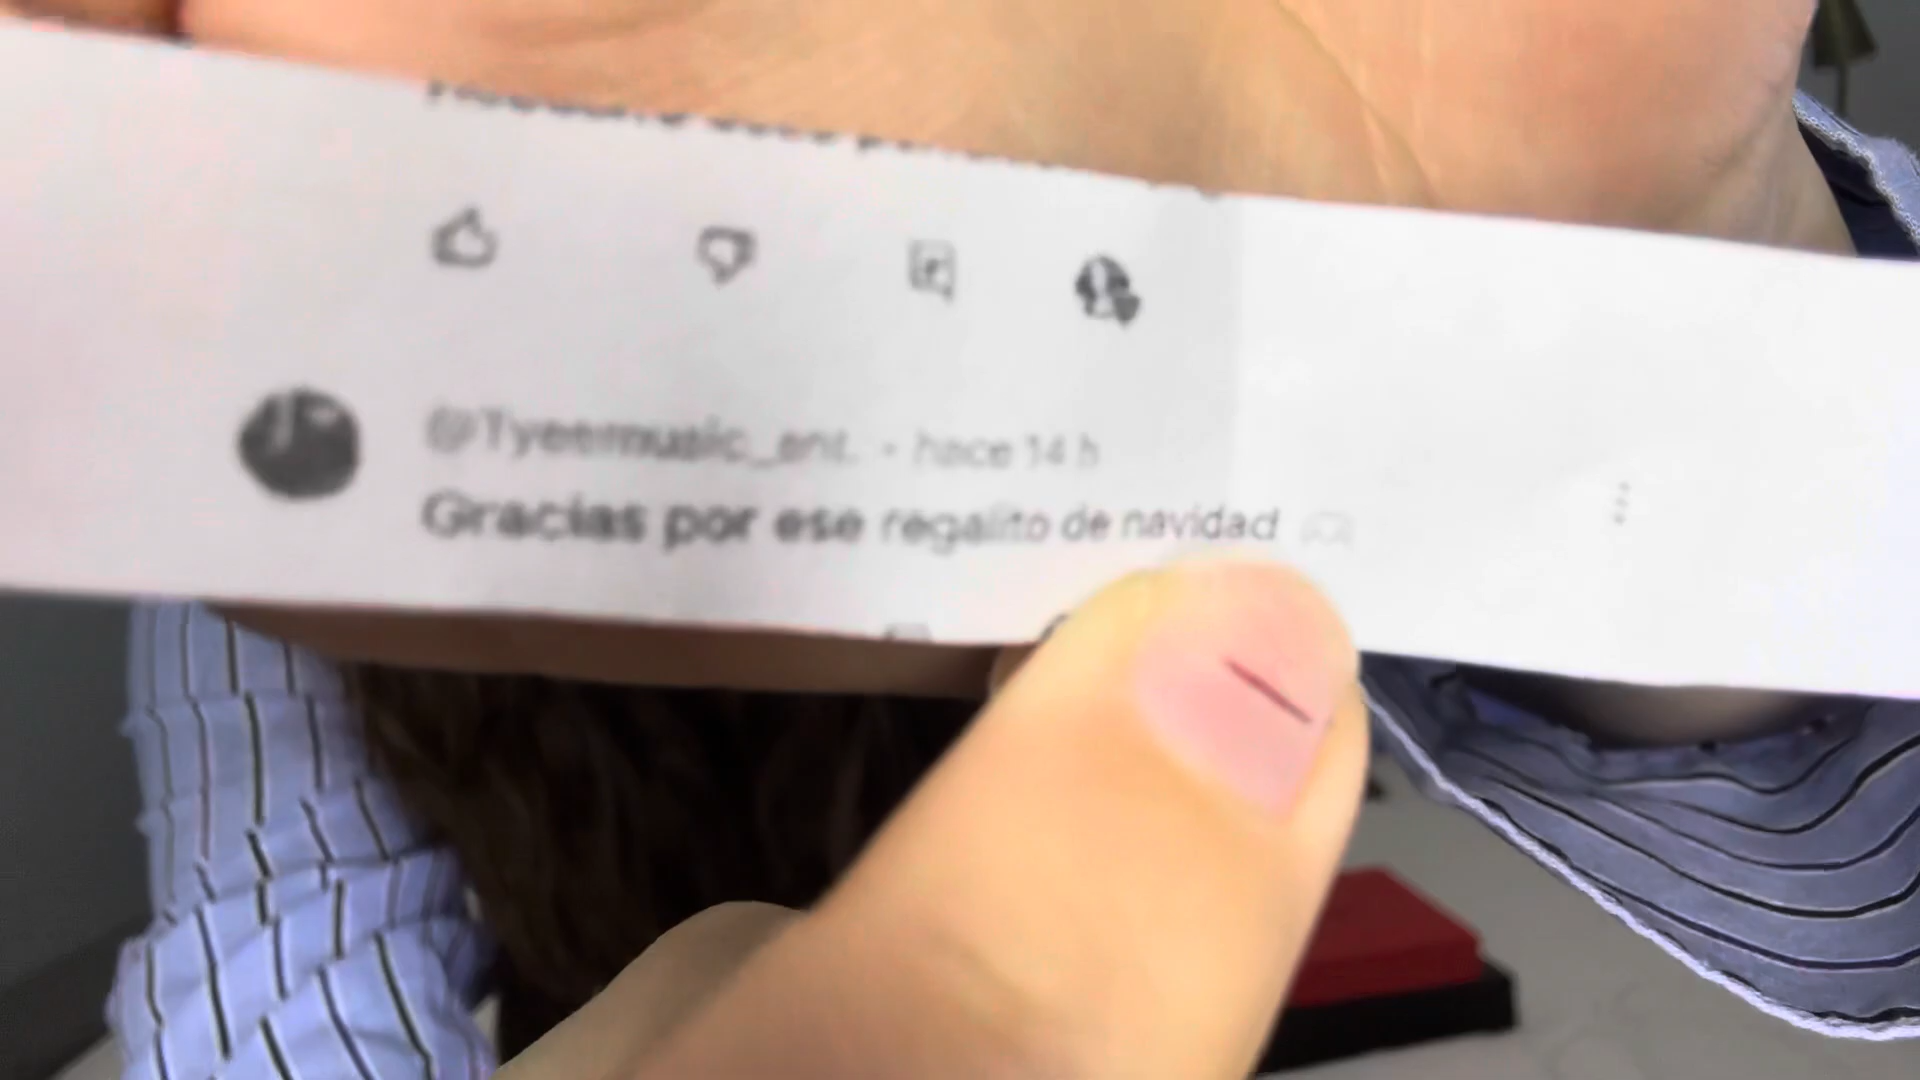 @Tyeemusic_ent. • hace 14 h
Gracias por ese regalito de navidad